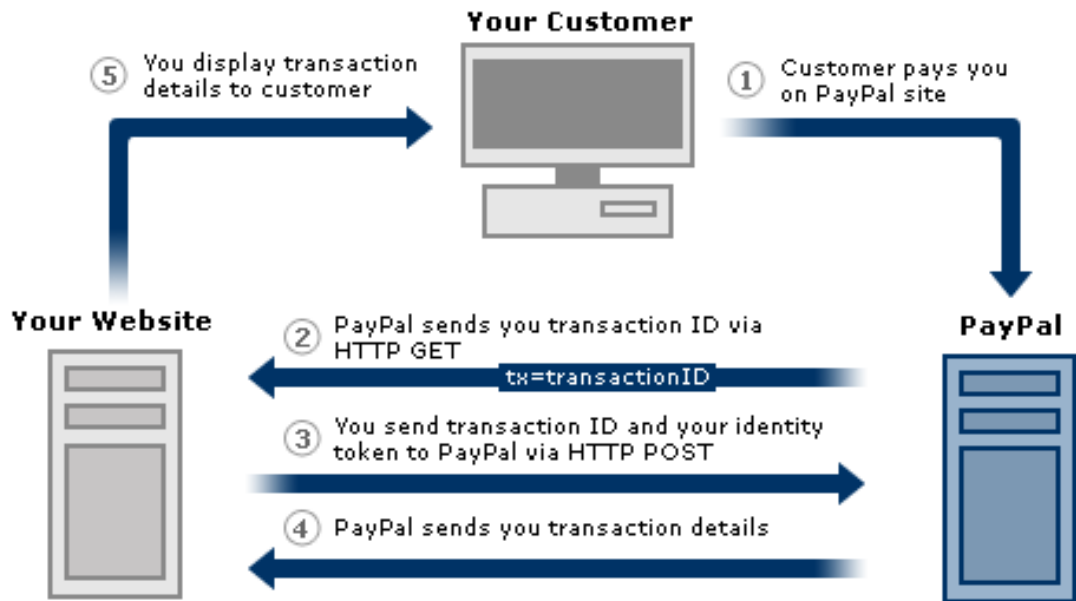 Your Customer
5 You display transaction
details to customer
1 Customer pays you
on PayPal site
Your Website
PayPal
2 PayPal sends you transaction ID via
HTTP GET
tx=transactionID
3 You send transaction ID and your identity
token to PayPal via HTTP POST
4 PayPal sends you transaction details